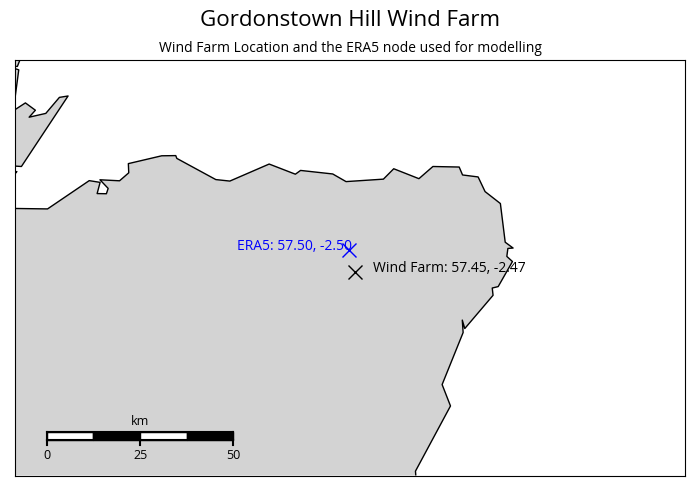 Gordonstown Hill Wind Farm
Wind Farm Location and the ERA5 node used for modelling
ERA5: 57.50, -2.50
Wind Farm: 57.45, -2.47
km
0 25 50